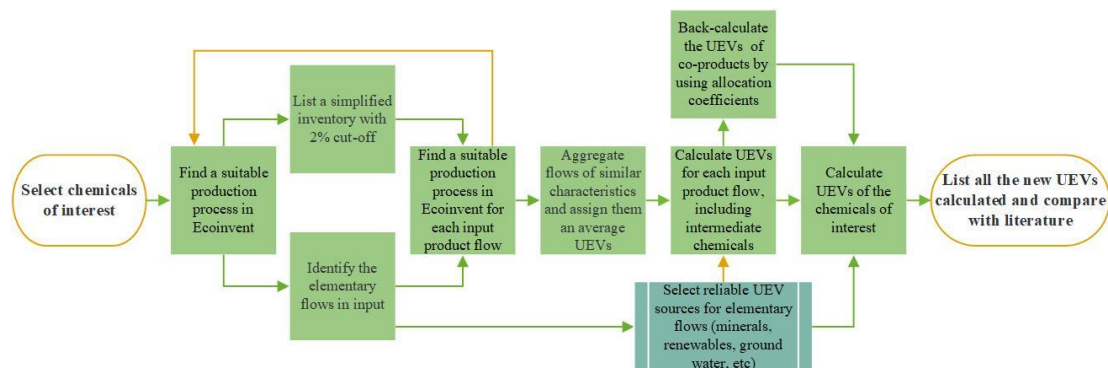 Select chemicals
of interest
Find a suitable
production
process in
Ecoinvent
List a simplified
inventory with
2% cut-off
Identify the
elementary
flows in input
Find a suitable
production
process in
Ecoinvent for
each input
product flow
Aggregate
flows of similar
characteristics
and assign them
an average
UEVs
Back-calculate
the UEVs of
co-products by
using allocation
coefficients
Calculate UEVs
for each input
product flow,
including
intermediate
chemicals
Select reliable UEV
sources for elementary
flows (minerals,
renewables, ground
water, etc)
Calculate
UEVs of the
chemicals of
interest
List all the new UEVs
calculated and compare
with literature